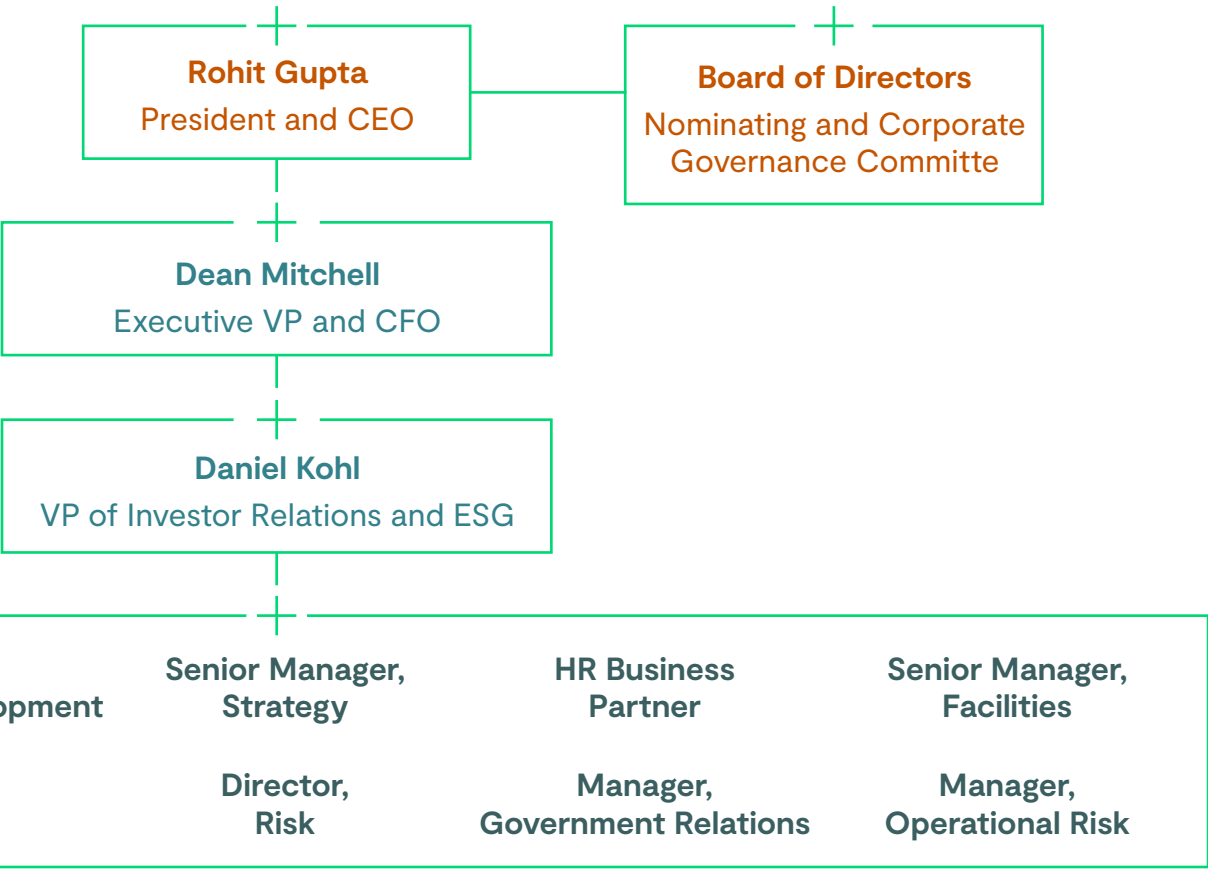 Rohit Gupta
President and CEO
Board of Directors
Nominating and Corporate
Governance Committe
Dean Mitchell
Executive VP and CFO
Daniel Kohl
VP of Investor Relations and ESG
Senior Manager,
Strategy
HR Business
Partner
Senior Manager,
Facilities
Director,
Risk
Manager,
Government Relations
Manager,
Operational Risk